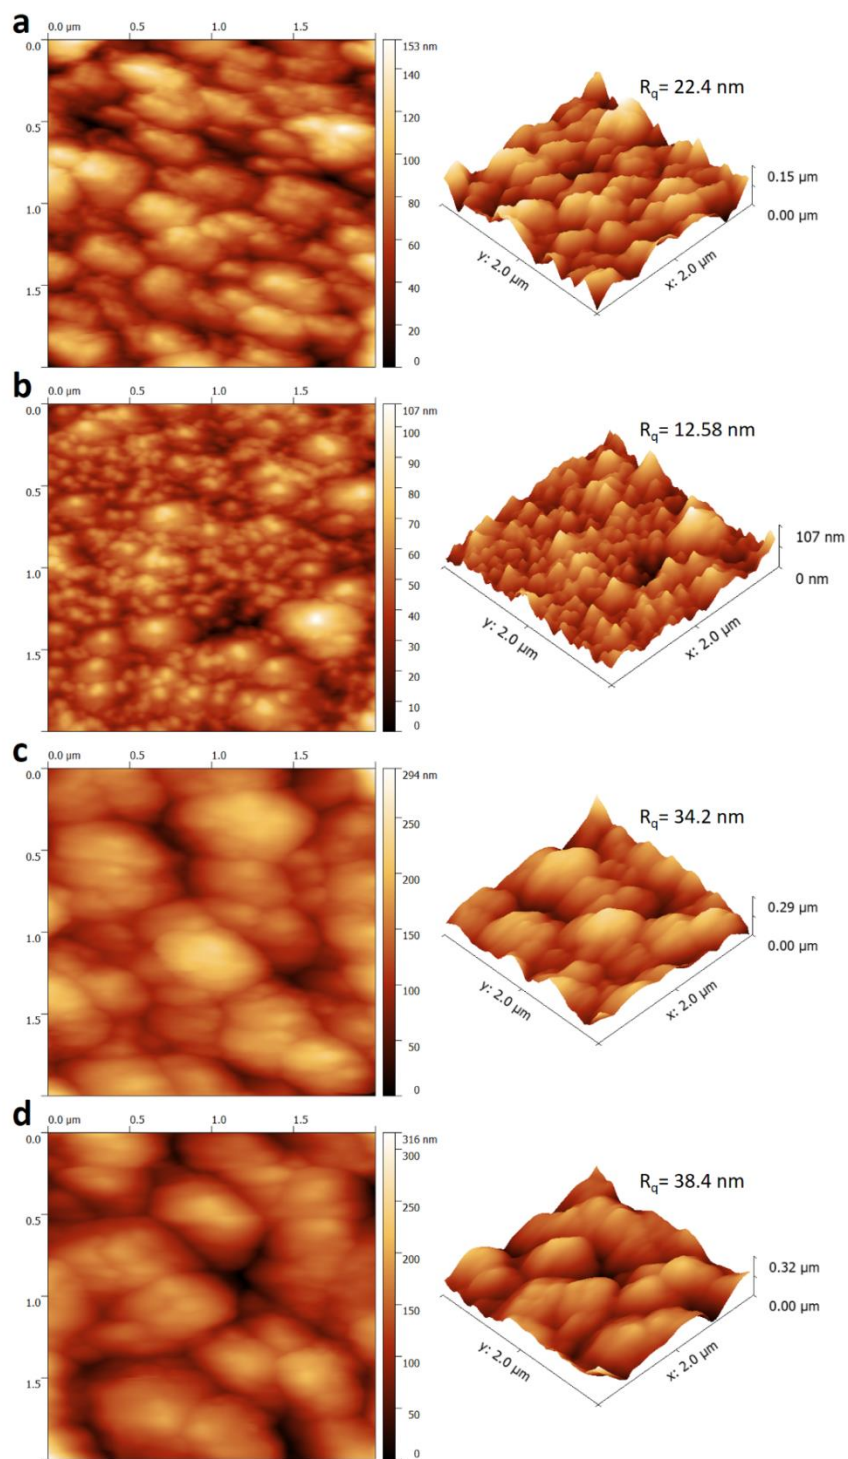 a
0.0 µm 0.5 1.0 1.5
0.0
0.5
1.0
1.5
153 nm
140
120
100
80
60
40
20
0
Rq= 22.4 nm
0.15 µm
0.00 µm
y: 2.0 µm
x: 2.0 µm
b
0.0 µm 0.5 1.0 1.5
0.0
0.5
1.0
1.5
107 nm
100
90
80
70
60
50
40
30
20
10
0
Rq= 12.58 nm
107 nm
0 nm
y: 2.0 µm
x: 2.0 µm
c
0.0 µm 0.5 1.0 1.5
0.0
0.5
1.0
1.5
294 nm
250
200
150
100
50
0
Rq= 34.2 nm
0.29 µm
0.00 µm
y: 2.0 µm
x: 2.0 µm
d
0.0 µm 0.5 1.0 1.5
0.0
0.5
1.0
1.5
316 nm
300
250
200
150
100
50
0
Rq= 38.4 nm
0.32 µm
0.00 µm
y: 2.0 µm
x: 2.0 µm